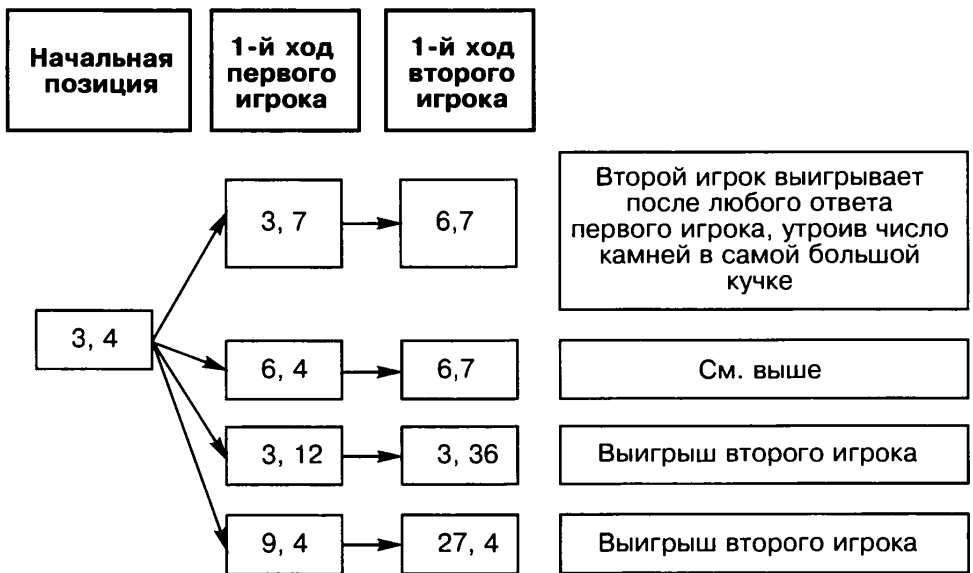 Начальная
позиция
1-й ход
первого
игрока
1-й ход
второго
игрока
3, 4
3, 7
6,7
Второй игрок выигрывает
после любого ответа
первого игрока, утроив число
камней в самой большой
кучке
6, 4
6,7
См. выше
3, 12
3, 36
Выигрыш второго игрока
9, 4
27, 4
Выигрыш второго игрока